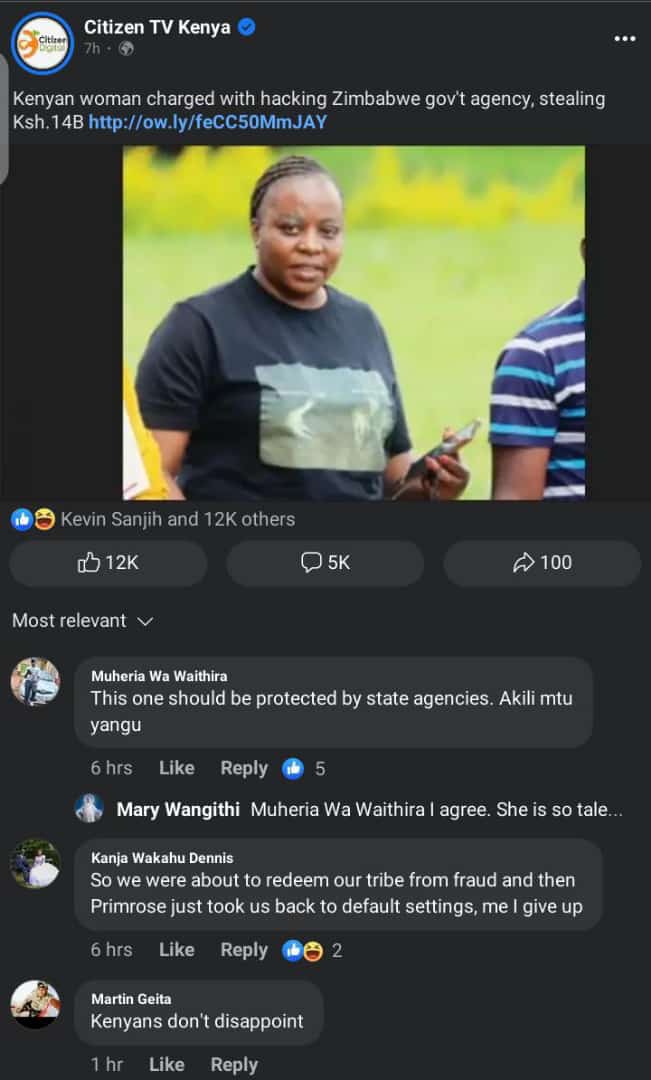 Citizen Digital
Citizen TV Kenya
7h ·
Kenyan woman charged with hacking Zimbabwe gov't agency, stealing
Ksh.14B http://ow.ly/feCC50MmJAY
Kevin Sanjih and 12K others
12K
5K
100
Most relevant
Muheria Wa Waithira
This one should be protected by state agencies. Akili mtu
yangu
6 hrs Like Reply 5
Mary Wangithi Muheria Wa Waithira I agree. She is so tale...
Kanja Wakahu Dennis
So we were about to redeem our tribe from fraud and then
Primrose just took us back to default settings, me I give up
6 hrs Like Reply 2
Martin Geita
Kenyans don't disappoint
1 hr Like Reply